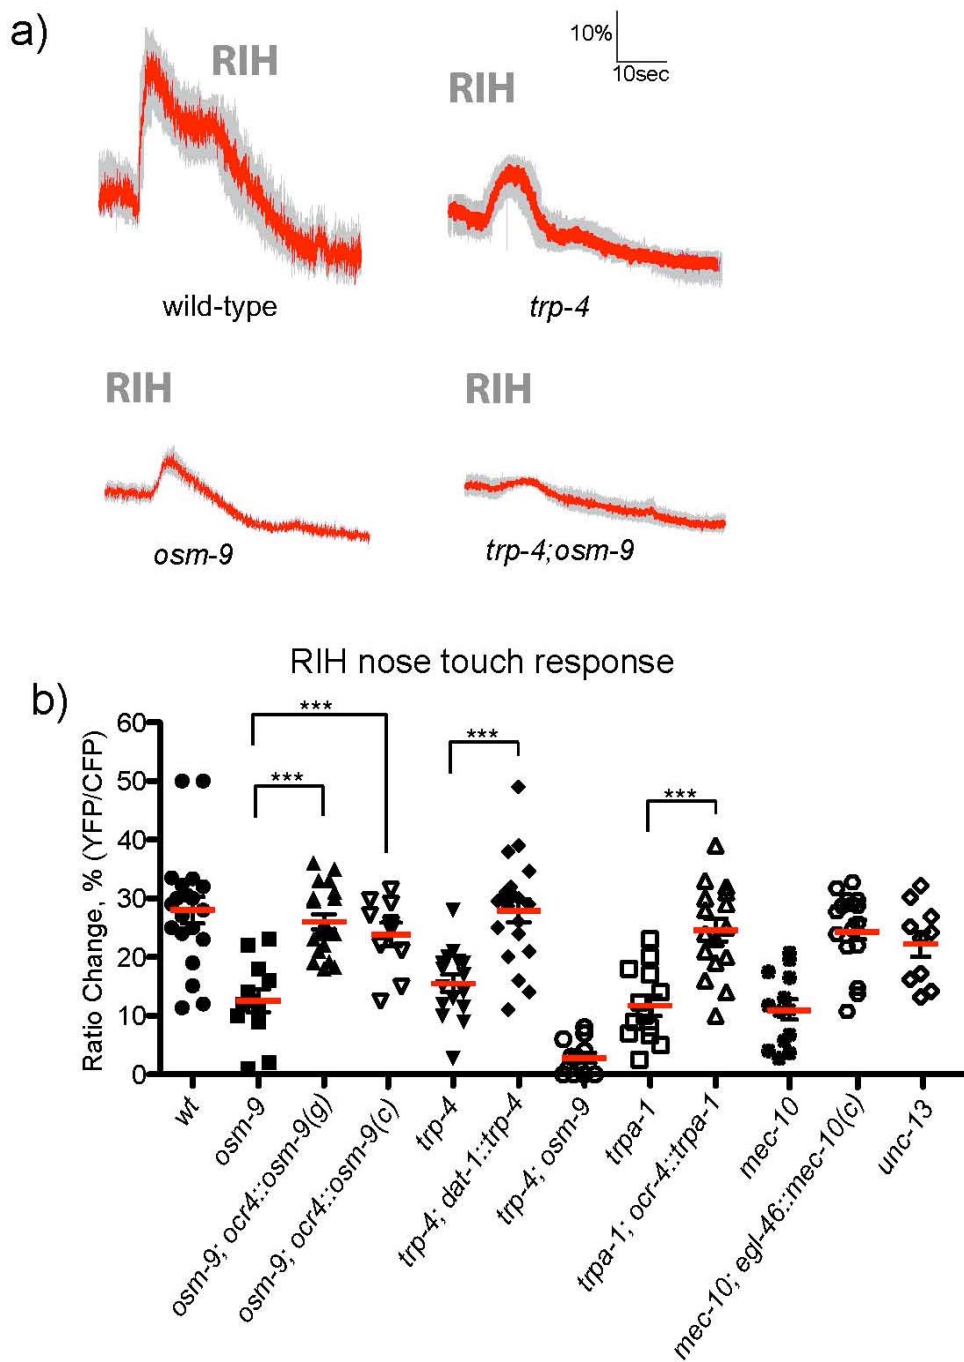 a)
RIH
10%
10sec
RIH
wild-type
trp-4
RIH
RIH
osm-9
trp-4;osm-9
RIH nose touch response
b)
Ratio Change, % (YFP/CFP)
60
50
40
30
20
10
0
***
***
***
***
wt
osm-9
osm-9; ocr4::osm-9(g)
osm-9; ocr4::osm-9(c)
trp-4
trp-4; dat-1::trp-4
trp-4; osm-9
trpa-1
trpa-1; ocr-4::trpa-1
mec-10
mec-10; egl-46::mec-10(c)
unc-13